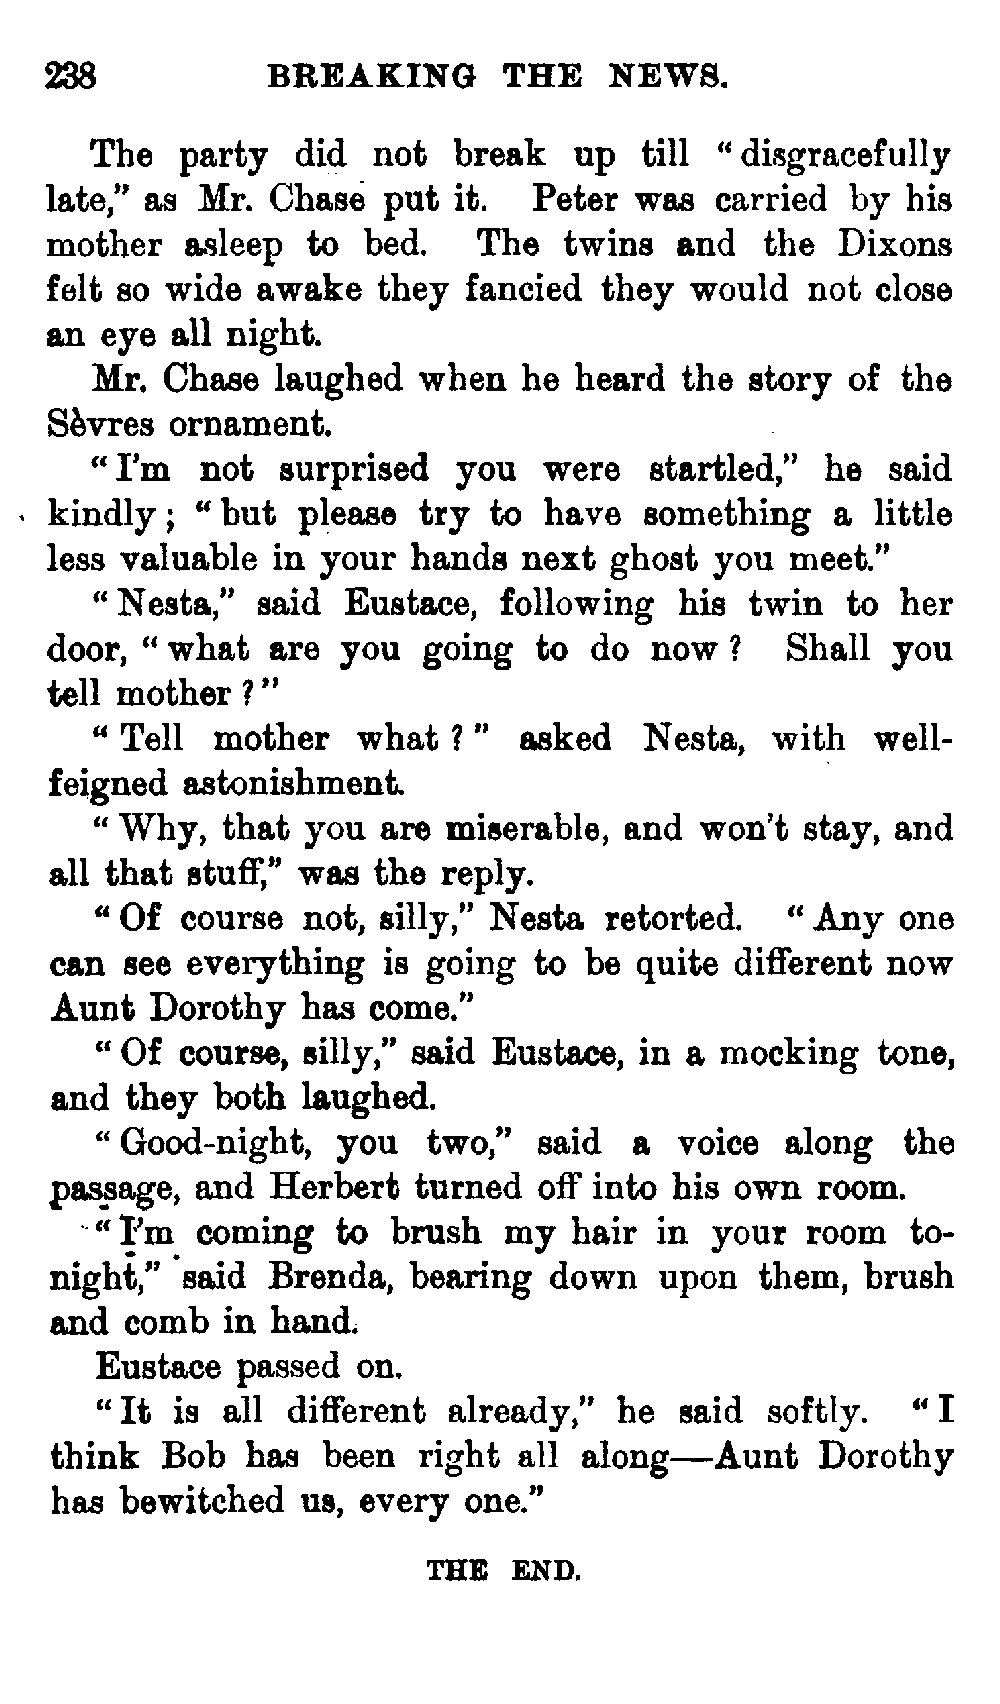 238 BREAKING THE NEWS.
The party did not break up till "disgracefully
late," as Mr. Chase put it. Peter was carried by his
mother asleep to bed. The twins and the Dixons
felt so wide awake they fancied they would not close
an eye all night.
Mr. Chase laughed when he heard the story of the
Sèvres ornament.
"I'm not surprised you were startled," he said
kindly; "but please try to have something a little
less valuable in your hands next ghost you meet."
"Nesta," said Eustace, following his twin to her
door, "what are you going to do now? Shall you
tell mother?"
"Tell mother what?" asked Nesta, with well-
feigned astonishment.
"Why, that you are miserable, and won't stay, and
all that stuff," was the reply.
"Of course not, silly," Nesta retorted. "Any one
can see everything is going to be quite different now
Aunt Dorothy has come."
"Of course, silly," said Eustace, in a mocking tone,
and they both laughed.
"Good-night, you two," said a voice along the
passage, and Herbert turned off into his own room.
"I'm coming to brush my hair in your room to-
night," said Brenda, bearing down upon them, brush
and comb in hand.
Eustace passed on.
"It is all different already," he said softly. "I
think Bob has been right all along—Aunt Dorothy
has bewitched us, every one."
THE END.